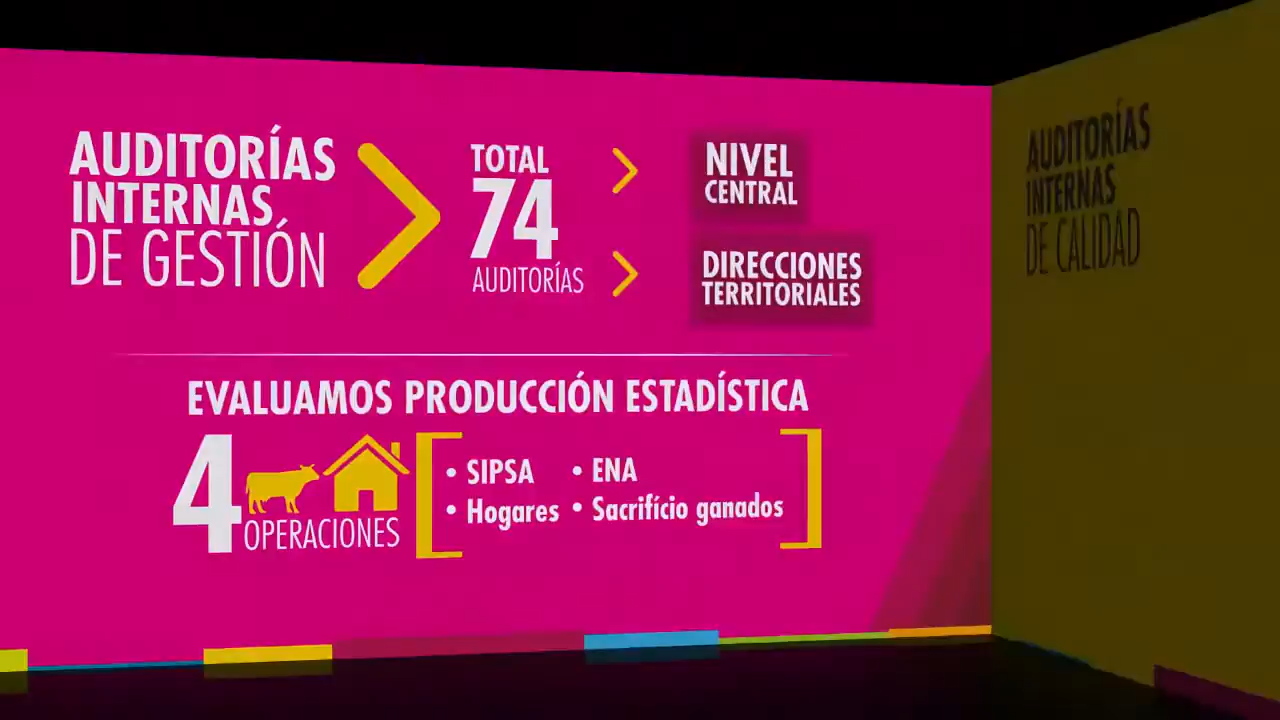 AUDITORÍAS
INTERNAS
DE GESTIÓN
TOTAL
74
AUDITORÍAS
NIVEL
CENTRAL
DIRECCIONES
TERRITORIALES
EVALUAMOS PRODUCCIÓN ESTADÍSTICA
4
OPERACIONES
• SIPSA • ENA
• Hogares • Sacrifício ganados
AUDITORÍAS
INTERNAS
DE CALIDAD